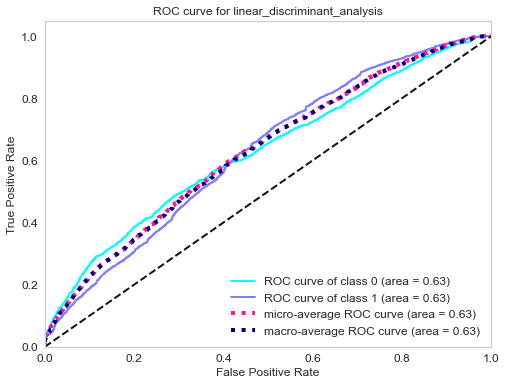 ROC curve for linear_discriminant_analysis
True Positive Rate
1.0
0.8
0.6
0.4
0.2
0.0
ROC curve of class 0 (area = 0.63)
ROC curve of class 1 (area = 0.63)
micro-average ROC curve (area = 0.63)
macro-average ROC curve (area = 0.63)
0.0 0.2 0.4 0.6 0.8 1.0
False Positive Rate